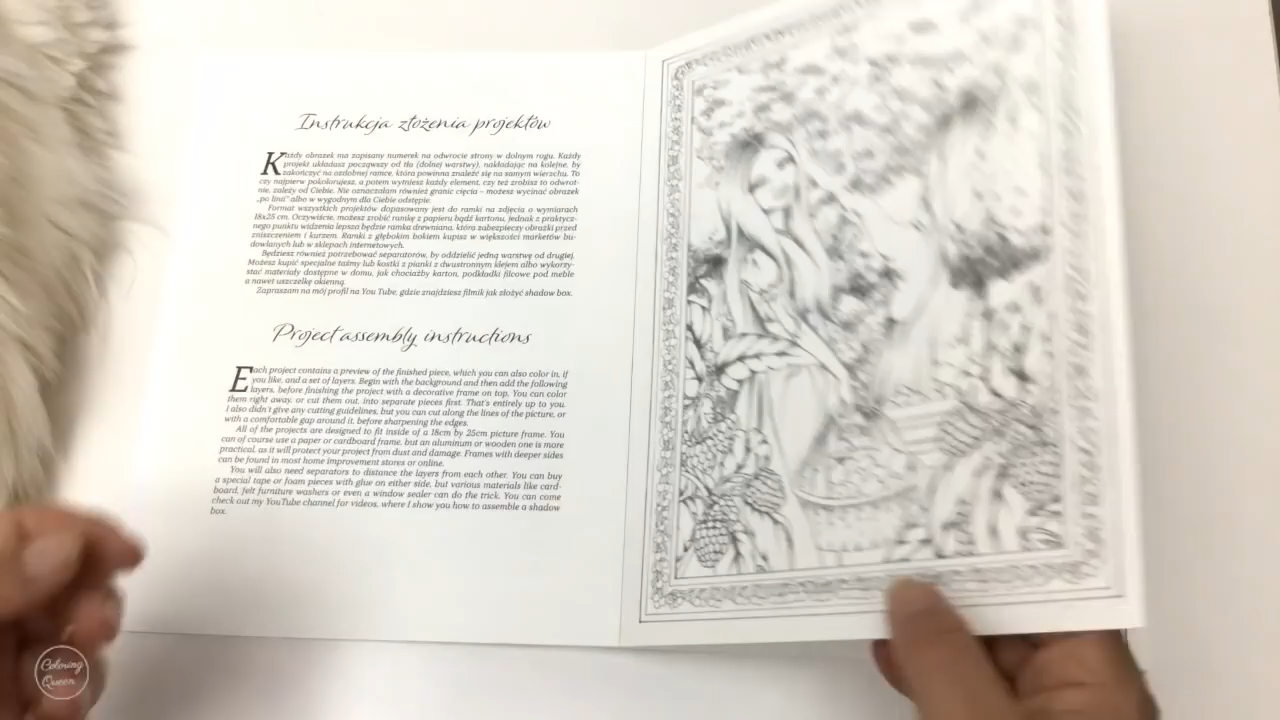 Instrukcja złożenia projektów
Każdy obrazek ma zapisany numerek na odwrocie strony w dolnym rogu. Każdy
projekt układasz począwszy od tła (dolnej warstwy), nakładając na kolejne, by
zakończyć na ozdobnej ramce, która powinna znaleźć się na samym wierzchu. To
czy najpierw pokolorujesz, a potem wytniesz każdy element, czy też zrobisz to odwrot-
nie, zależy od Ciebie. Nie oznaczałam również granic cięcia – możesz wycinać obrazek
„po linii" albo w wygodnym dla Ciebie odstępie.
Format wszystkich projektów dopasowany jest do ramki na zdjęcia o wymiarach
18x25 cm. Oczywiście, możesz zrobić ramkę z papieru bądź kartonu, jednak z praktycz-
nego punktu widzenia lepsza będzie ramka drewniana, która zabezpieczy obrazki przed
zniszczeniem i kurzem. Ramki z głębokim bokiem kupisz w większości marketów bu-
dowlanych lub w sklepach internetowych.
Będziesz również potrzebować separatorów, by oddzielić jedną warstwę od drugiej.
Możesz kupić specjalne taśmy lub kostki z pianki z dwustronnym klejem albo wykorzy-
stać materiały dostępne w domu, jak chociażby karton, podkładki filcowe pod meble
a nawet uszczelkę okienną.
Zapraszam na mój profil na You Tube, gdzie znajdziesz filmik jak złożyć shadow box.
Project assembly instructions
Each project contains a preview of the finished piece, which you can also color in, if
you like, and a set of layers. Begin with the background and then add the following
layers, before finishing the project with a decorative frame on top. You can color
them right away, or cut them out, into separate pieces first. That's entirely up to you.
I also didn't give any cutting guidelines, but you can cut along the lines of the picture, or
with a comfortable gap around it, before sharpening the edges.
All of the projects are designed to fit inside of a 18cm by 25cm picture frame. You
can of course use a paper or cardboard frame, but an aluminum or wooden one is more
practical, as it will protect your project from dust and damage. Frames with deeper sides
can be found in most home improvement stores or online.
You will also need separators to distance the layers from each other. You can buy
a special tape or foam pieces with glue on either side, but various materials like card-
board, felt furniture washers or even a window sealer can do the trick. You can come
check out my YouTube channel for videos, where I show you how to assemble a shadow
box.
Coloring
Queen